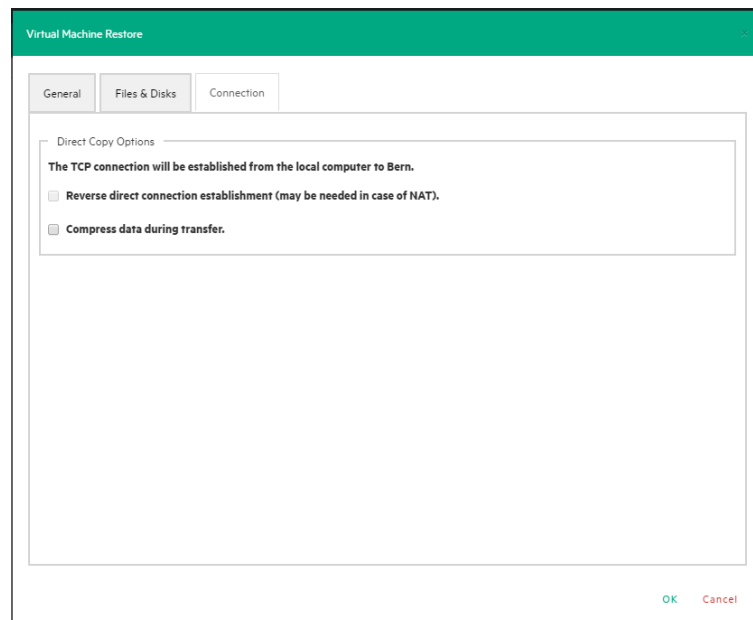 Virtual Machine Restore
General
Files & Disks
Connection
Direct Copy Options
The TCP connection will be established from the local computer to Bern.
Reverse direct connection establishment (may be needed in case of NAT).
Compress data during transfer.
OK
Cancel